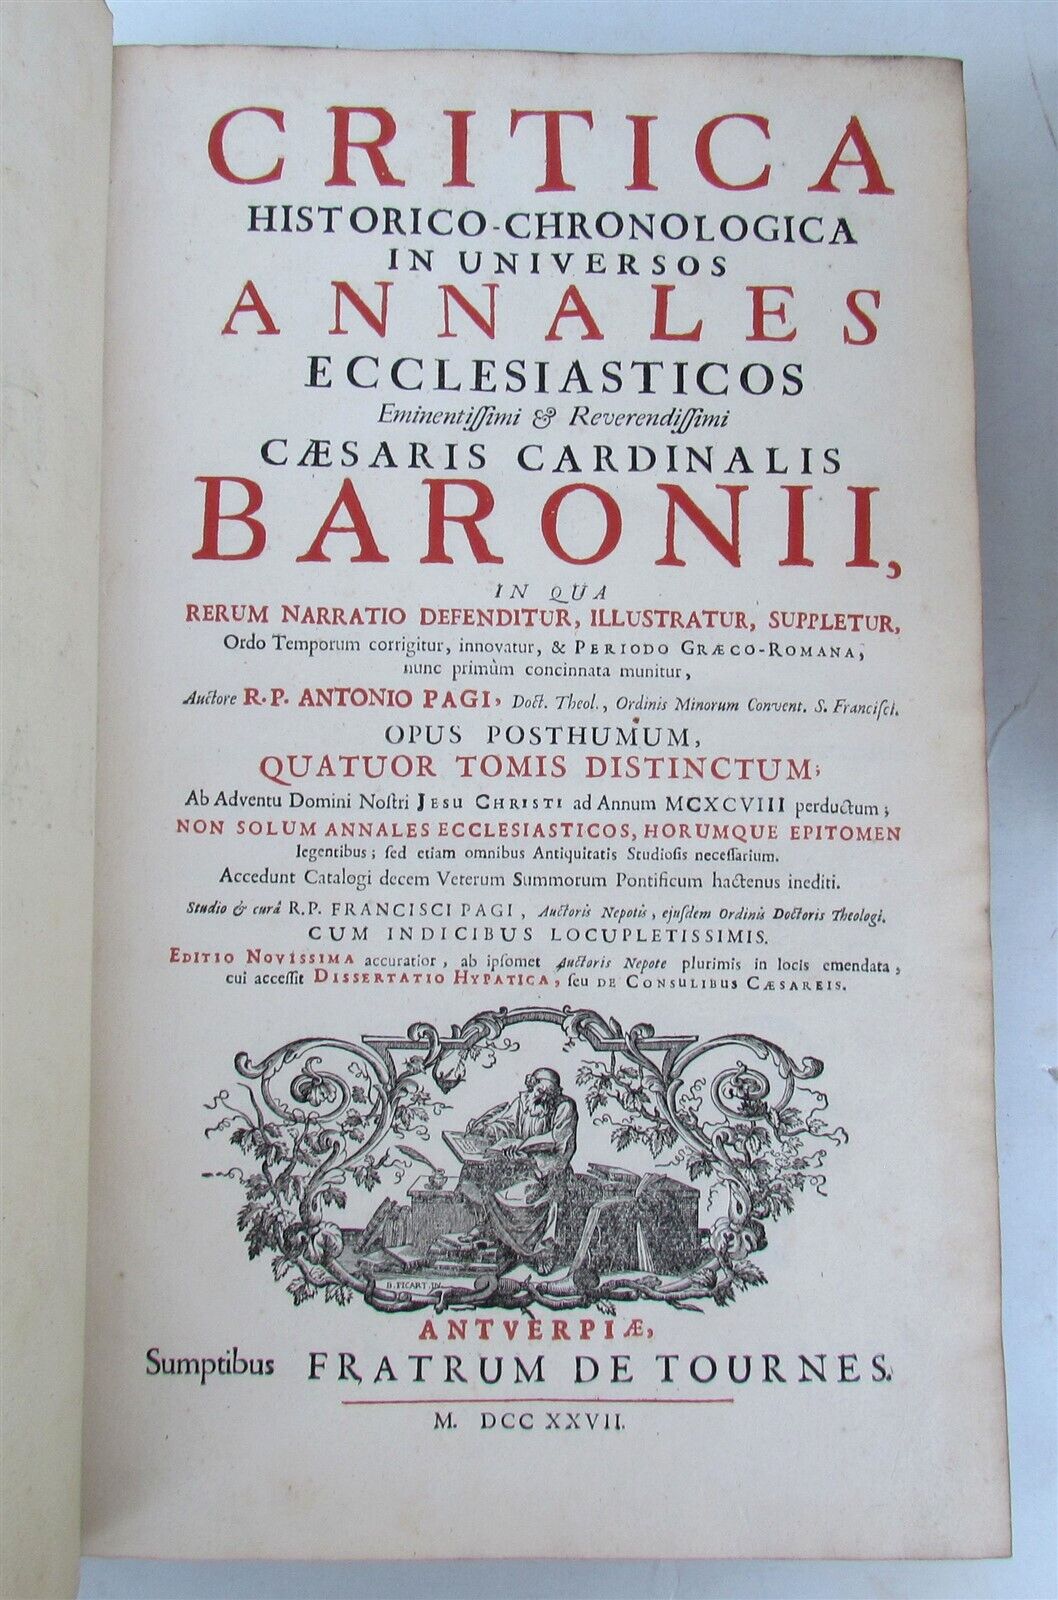 CRITICA
HISTORICO-CHRONOLOGICA
IN UNIVERSOS
ANNALES
ECCLESIASTICOS
Eminentiſſimi & Reverendiſſimi
CÆSARIS CARDINALIS
BARONII,
IN QUA
RERUM NARRATIO DEFENDITUR, ILLUSTRATUR, SUPPLETUR,
Ordo Temporum corrigitur, innovatur, & PERIODO GRÆCO-ROMANA,
nunc primùm concinnata munitur,
Auctore R.P. ANTONIO PAGI, Doct. Theol., Ordinis Minorum Convent. S. Franciſci.
OPUS POSTHUMUM,
QUATUOR TOMIS DISTINCTUM;
Ab Adventu Domini Noſtri JESU CHRISTI ad Annum MCXCVIII perductum;
NON SOLUM ANNALES ECCLESIASTICOS, HORUMQUE EPITOMEN
legentibus; ſed etiam omnibus Antiquitatis Studioſis neceſſarium.
Accedunt Catalogi decem Veterum Summorum Pontificum hactenus inediti.
Studio & curâ R.P. FRANCISCI PAGI, Auctoris Nepotis, ejuſdem Ordinis Doctoris Theologi.
CUM INDICIBUS LOCUPLETISSIMIS.
EDITIO NOVISSIMA accuratior, ab ipſomet Auctoris Nepote plurimis in locis emendata,
cui acceſſit DISSERTATIO HYPATICA, ſeu DE CONSULIBUS CÆSAREIS.
B. PICART. IN.
ANTVERPIÆ,
Sumptibus FRATRUM DE TOURNES.
M. DCC XXVII.